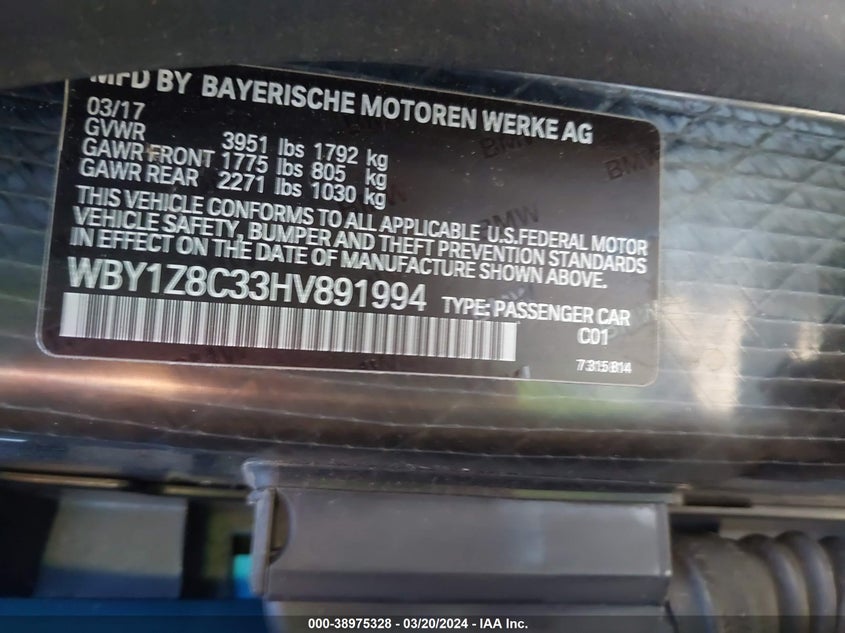 MFD BY BAYERISCHE MOTOREN WERKE AG
03/17
GVWR 3951 lbs 1792 kg
GAWR FRONT 1775 lbs 805 kg
GAWR REAR 2271 lbs 1030 kg
THIS VEHICLE CONFORMS TO ALL APPLICABLE U.S.FEDERAL MOTOR
VEHICLE SAFETY, BUMPER AND THEFT PREVENTION STANDARDS
IN EFFECT ON THE DATE OF MANUFACTURE SHOWN ABOVE.
WBY1Z8C33HV891994 TYPE: PASSENGER CAR
C01
7 315 814
BMW
BMW
000-38975328 - 03/20/2024 - IAA Inc.